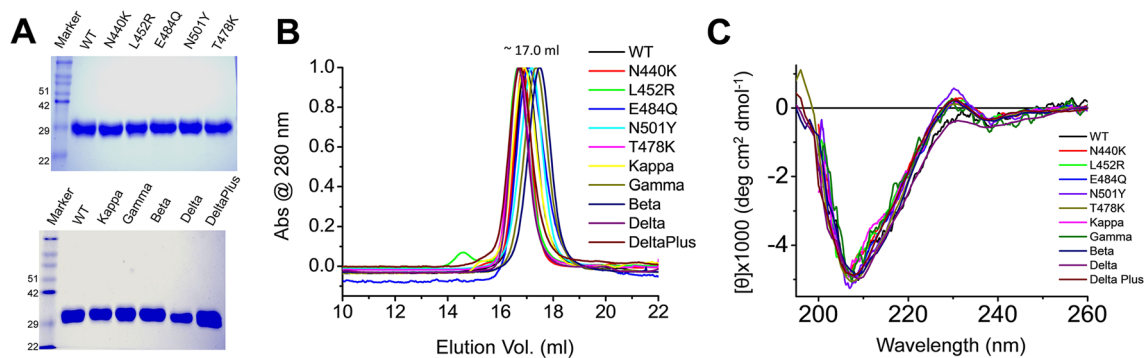 A
Marker
WT
N440K
L452R
E484Q
N501Y
T478K
51
42
29
22
Marker
WT
Kappa
Gamma
Beta
Delta
DeltaPlus
51
42
29
22
B
~ 17.0 ml
Abs @ 280 nm
1.0
0.8
0.6
0.4
0.2
0.0
10 12 14 16 18 20 22
Elution Vol. (ml)
WT
N440K
L452R
E484Q
N501Y
T478K
Kappa
Gamma
Beta
Delta
DeltaPlus
C
[θ]x1000 (deg cm² dmol⁻¹)
0
-2
-4
200 220 240 260
Wavelength (nm)
WT
N440K
L452R
E484Q
N501Y
T478K
Kappa
Gamma
Beta
Delta
Delta Plus